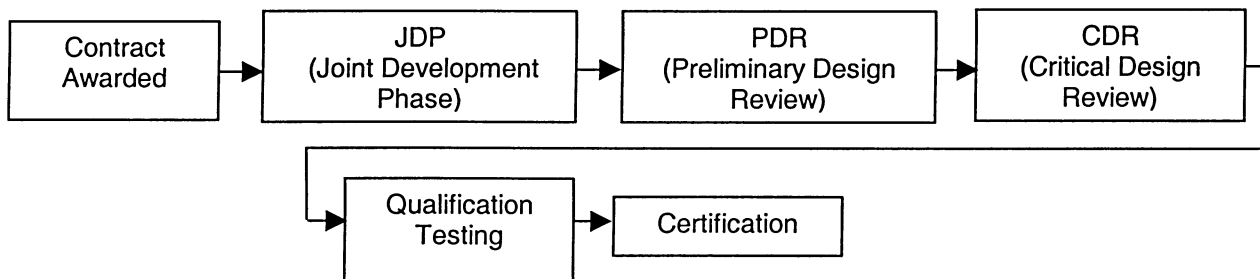 Contract
Awarded
JDP
(Joint Development
Phase)
PDR
(Preliminary Design
Review)
CDR
(Critical Design
Review)
Qualification
Testing
Certification